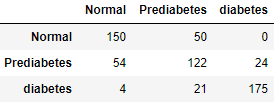 Normal Prediabetes diabetes
Normal 150 50 0
Prediabetes 54 122 24
diabetes 4 21 175